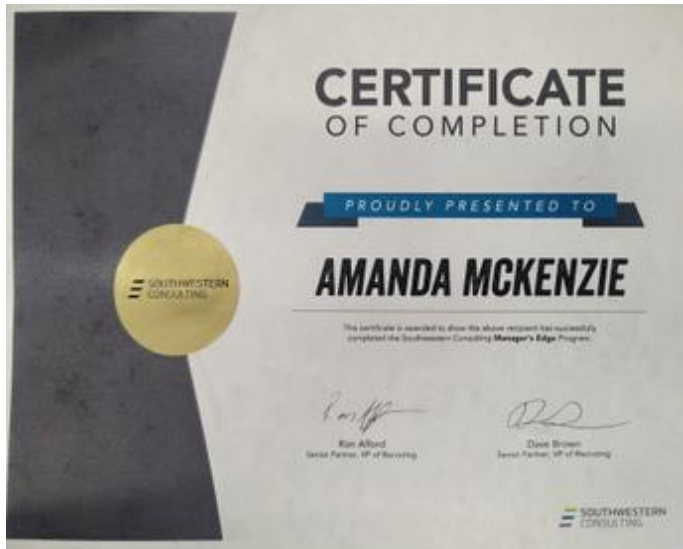 CERTIFICATE
OF COMPLETION
PROUDLY PRESENTED TO
AMANDA MCKENZIE
This certificate is awarded to show the above recipient has successfully
completed the Southwestern Consulting Manager's Edge Program.
SOUTHWESTERN
CONSULTING
Ron Alford
Senior Partner, VP of Recruiting
Dave Brown
Senior Partner, VP of Recruiting
SOUTHWESTERN
CONSULTING